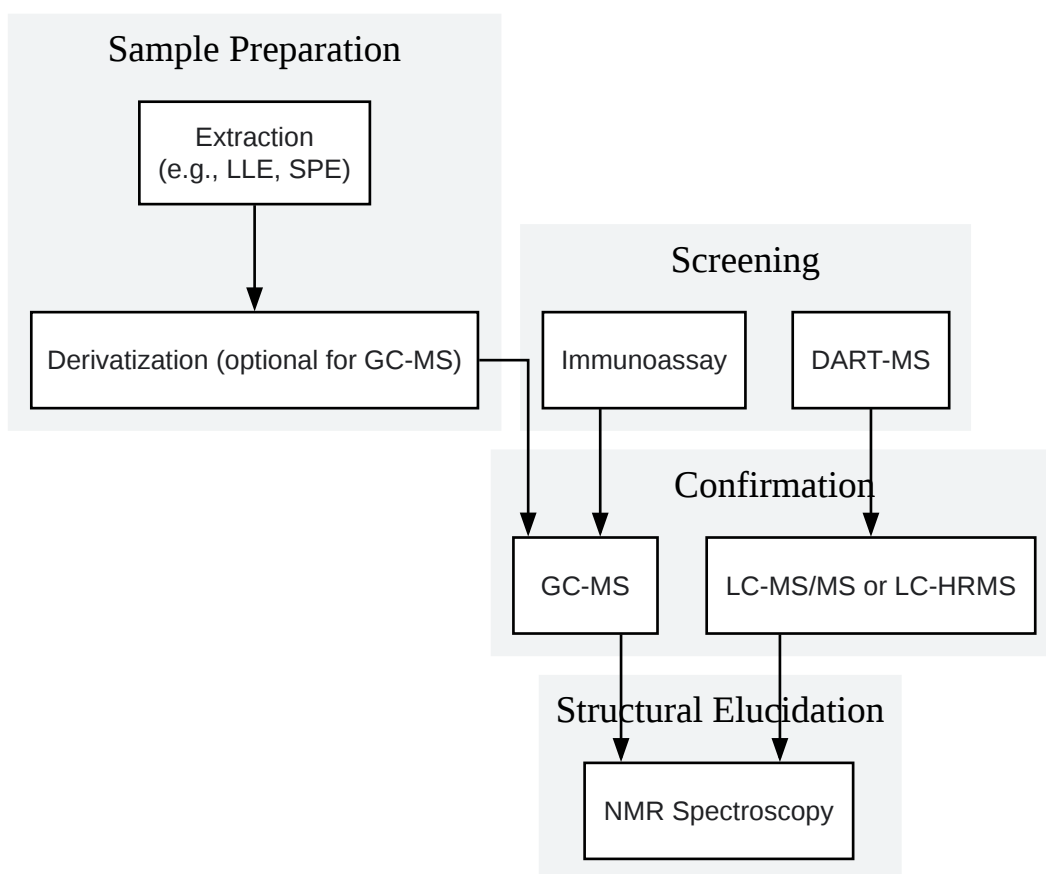 Sample Preparation
Extraction
(e.g., LLE, SPE)
Derivatization (optional for GC-MS)
Screening
Immunoassay
DART-MS
Confirmation
GC-MS
LC-MS/MS or LC-HRMS
Structural Elucidation
NMR Spectroscopy